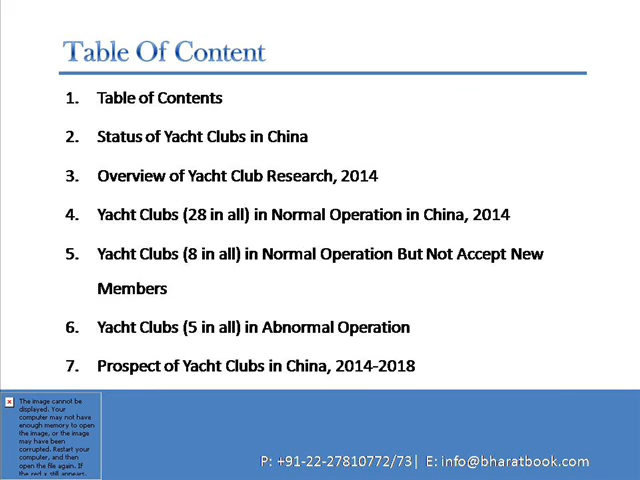 Table Of Content
1. Table of Contents
2. Status of Yacht Clubs in China
3. Overview of Yacht Club Research, 2014
4. Yacht Clubs (28 in all) in Normal Operation in China, 2014
5. Yacht Clubs (8 in all) in Normal Operation But Not Accept New
Members
6. Yacht Clubs (5 in all) in Abnormal Operation
7. Prospect of Yacht Clubs in China, 2014-2018
The image cannot be
displayed. Your
computer may not have
enough memory to open
the image, or the image
may have been
corrupted. Restart your
computer, and then
open the file again. If
the red x still appears,
P: +91-22-27810772/73| E: info@bharatbook.com